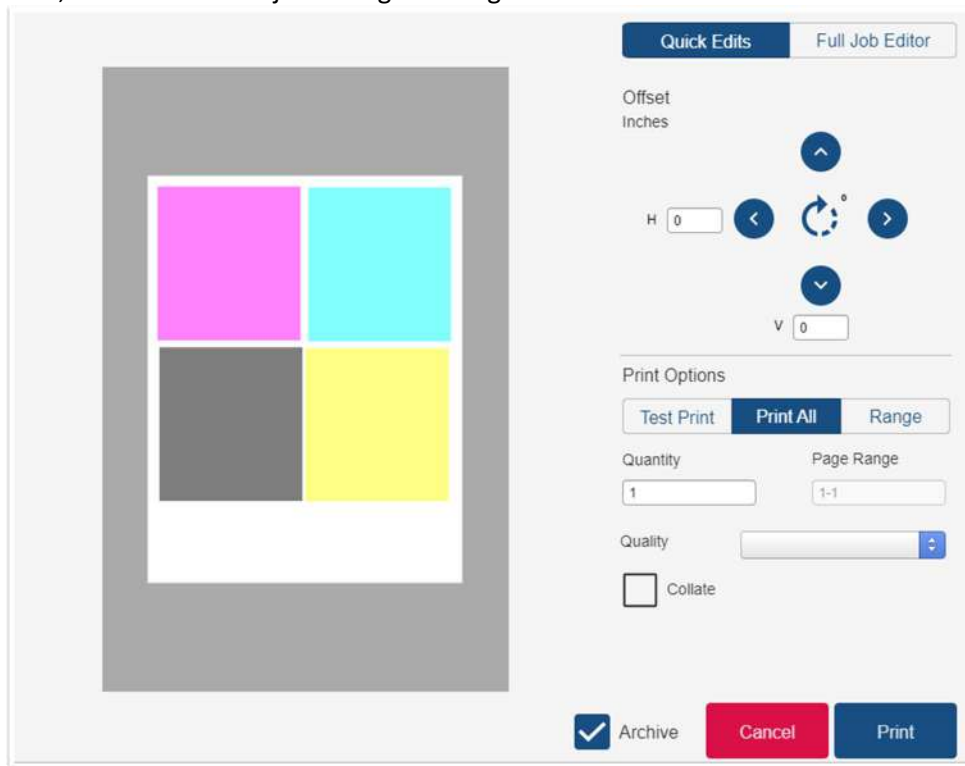 Quick Edits Full Job Editor
Offset
Inches
H 0
V 0
Print Options
Test Print Print All Range
Quantity Page Range
1 1-1
Quality
Collate
Archive Cancel Print